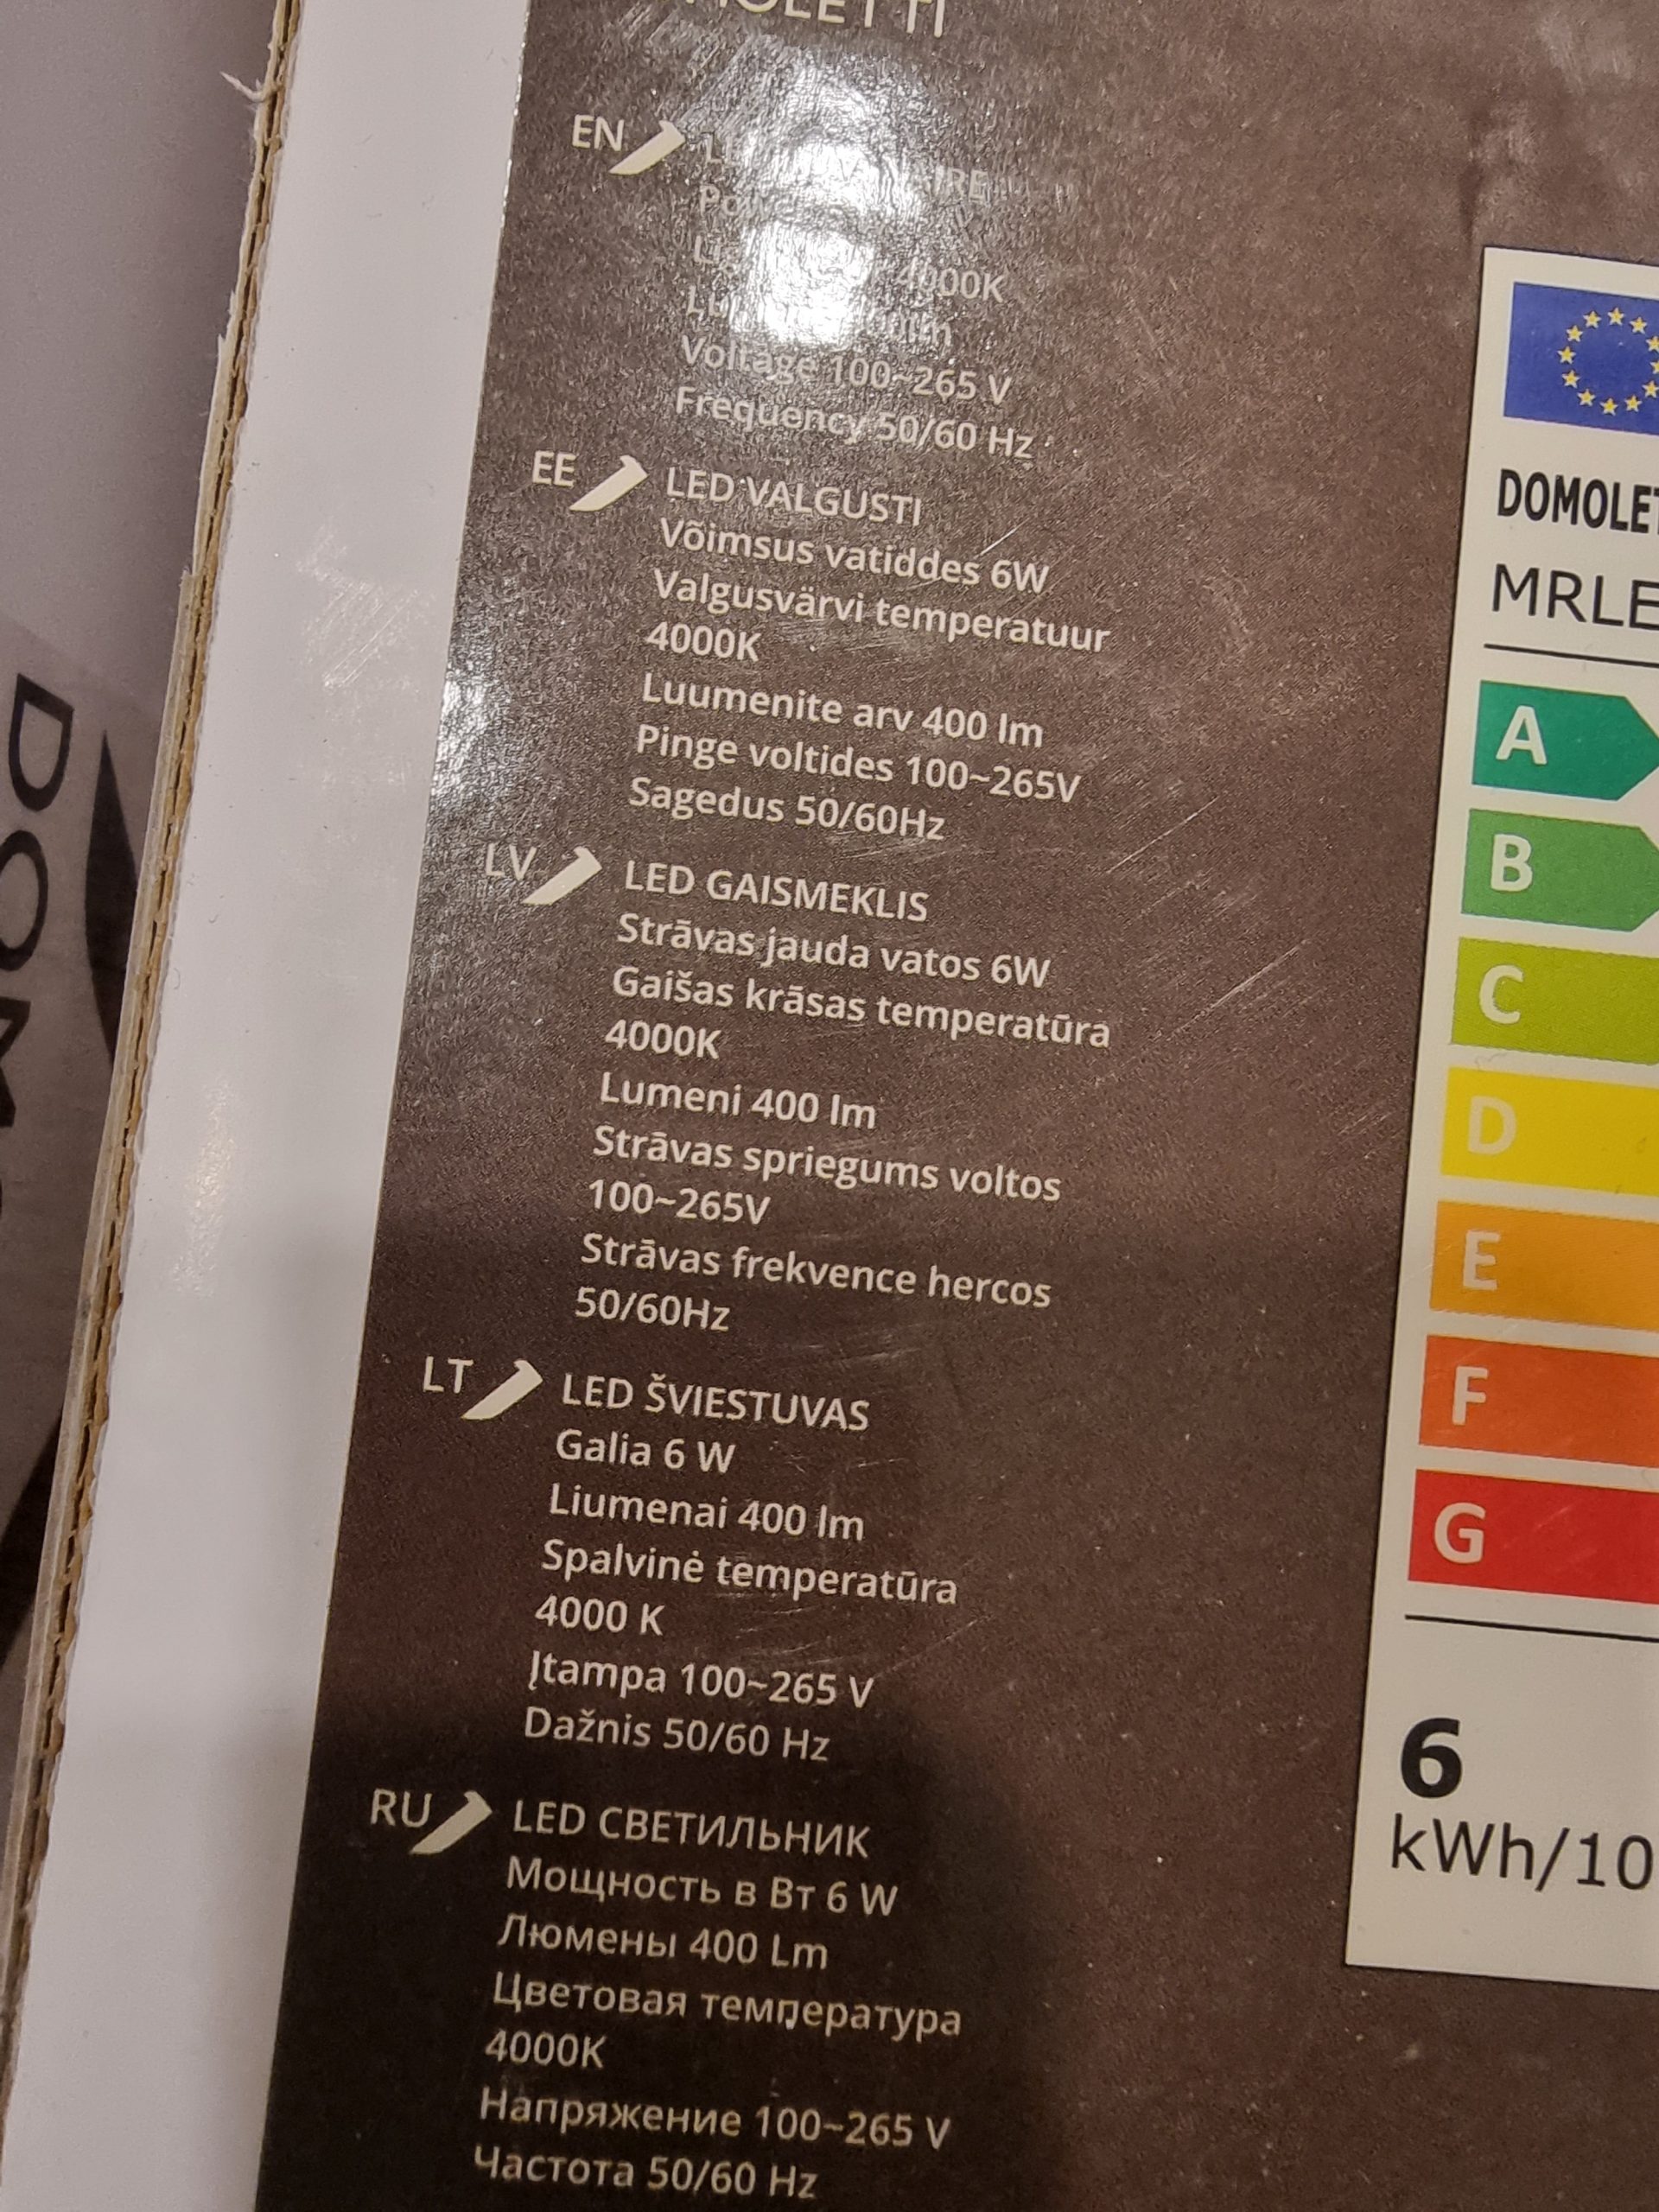 EN
4000K
Voltage 100~265 V
Frequency 50/60 Hz
EE
LED VALGUSTI
Võimsus vatiddes 6W
Valgusvärvi temperatuur
4000K
Luumenite arv 400 lm
Pinge voltides 100~265V
Sagedus 50/60Hz
LV
LED GAISMEKLIS
Strāvas jauda vatos 6W
Gaišas krāsas temperatūra
4000K
Lumeni 400 lm
Strāvas spriegums voltos
100~265V
Strāvas frekvence hercos
50/60Hz
LT
LED ŠVIESTUVAS
Galia 6 W
Liumenai 400 lm
Spalvinė temperatūra
4000 K
Įtampa 100~265 V
Dažnis 50/60 Hz
RU
LED СВЕТИЛЬНИК
Мощность в Вт 6 W
Люмены 400 Lm
Цветовая температура
4000K
Напряжение 100~265 V
Частота 50/60 Hz
A
B
C
D
E
F
G
6
kWh/10